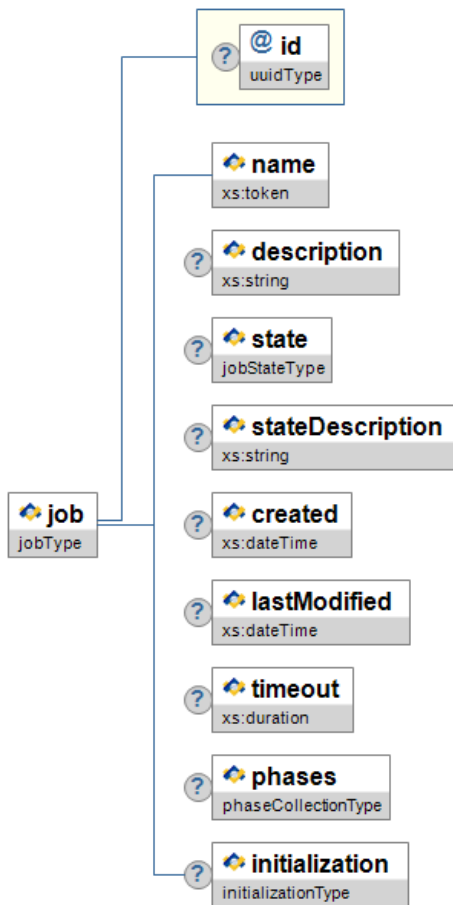 ? @ id
uuidType
name
xs:token
? description
xs:string
? state
jobStateType
? stateDescription
xs:string
job
jobType
? created
xs:dateTime
? lastModified
xs:dateTime
? timeout
xs:duration
? phases
phaseCollectionType
? initialization
initializationType